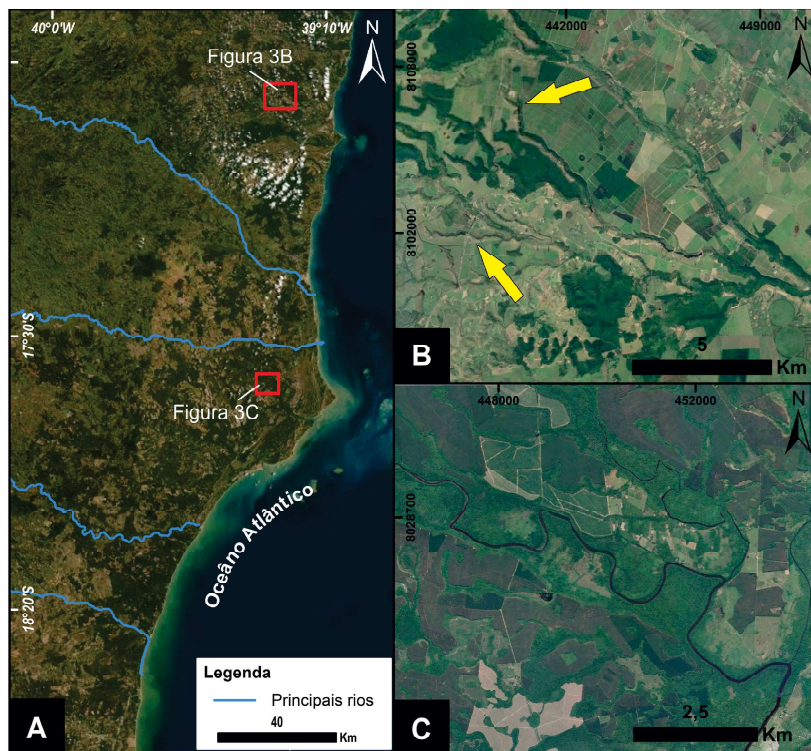 40°0'W
39°10'W
N
Figura 3B
17°30'S
Figura 3C
Oceâno Atlântico
18°20'S
Legenda
Principais rios
40
Km
A
442000
449000
N
8108000
8102000
5
Km
B
448000
452000
N
8028700
2,5
Km
C